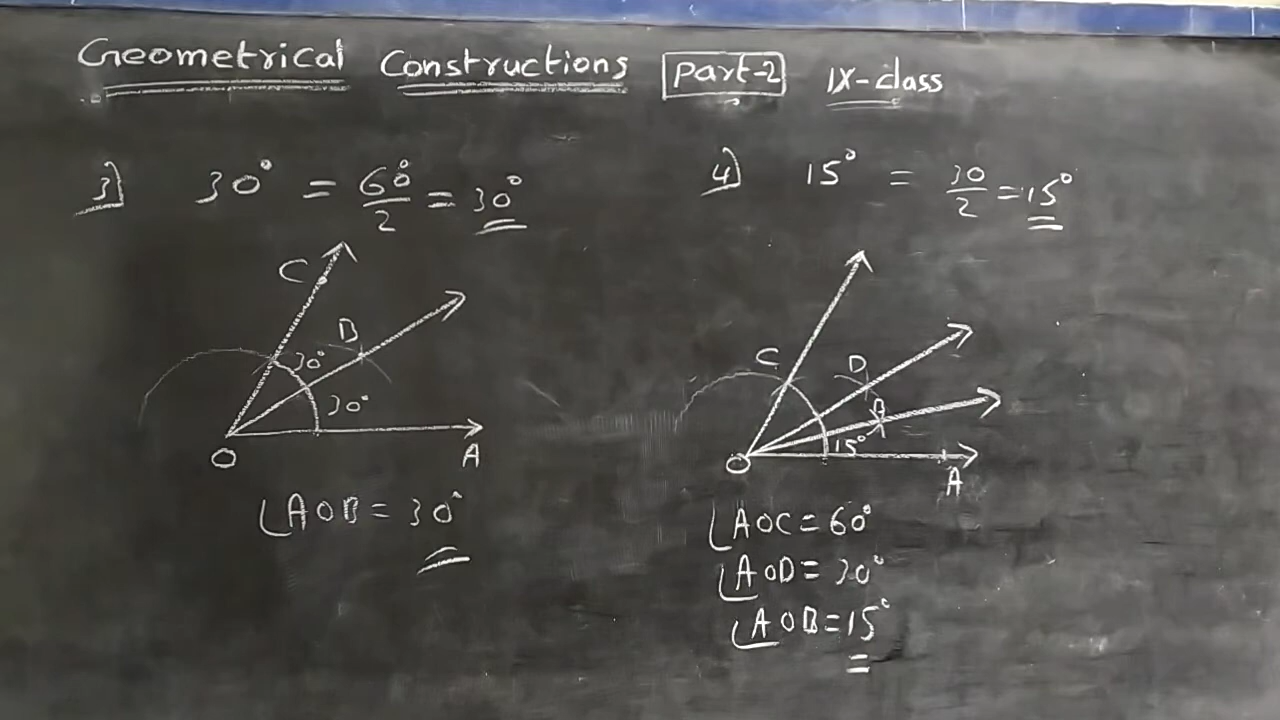 Geometrical Constructions Part-2 IX-class
3] 30° = 60°/2 = 30°
C
B
30°
30°
O
A
∠AOB = 30°
4] 15° = 30/2 = 15°
C
D
B
15°
O
A
∠AOC = 60°
∠AOD = 30°
∠AOB = 15°